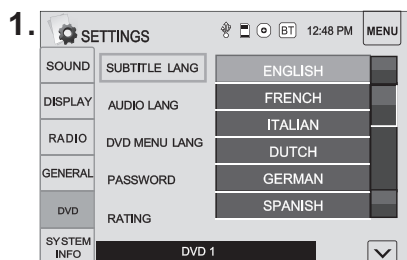 1.
SETTINGS BT 12:48 PM MENU
SOUND
DISPLAY
RADIO
GENERAL
DVD
SYSTEM INFO
SUBTITLE LANG
AUDIO LANG
DVD MENU LANG
PASSWORD
RATING
ENGLISH
FRENCH
ITALIAN
DUTCH
GERMAN
SPANISH
DVD 1